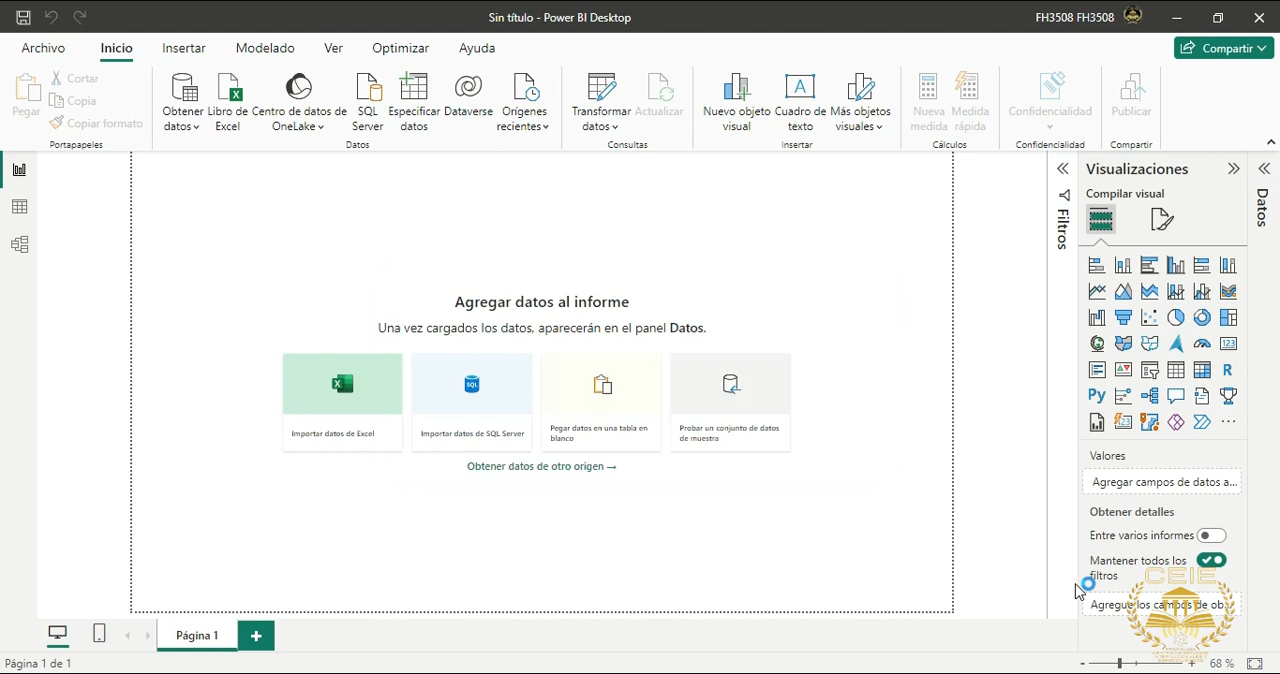 Sin título - Power BI Desktop
FH3508 FH3508
Archivo
Inicio
Insertar
Modelado
Ver
Optimizar
Ayuda
Compartir
Pegar
Cortar
Copia
Copiar formato
Portapapeles
Obtener
datos
Libro de
Excel
Centro de datos de
OneLake
SQL
Server
Especificar
datos
Dataverse
Orígenes
recientes
Datos
Transformar
datos
Actualizar
Consultas
Nuevo objeto
visual
Cuadro de
texto
Más objetos
visuales
Insertar
Nueva
medida
Medida
rápida
Cálculos
Confidencialidad
Confidencialidad
Publicar
Compartir
Agregar datos al informe
Una vez cargados los datos, aparecerán en el panel Datos.
Importar datos de Excel
Importar datos de SQL Server
Pegar datos en una tabla en
blanco
Probar un conjunto de datos
de muestra
Obtener datos de otro origen →
Filtros
Visualizaciones
Compilar visual
Datos
Valores
Agregar campos de datos a...
Obtener detalles
Entre varios informes
Mantener todos los
filtros
Agregue los campos de ob...
CEIE
Página 1
Página 1 de 1
68 %